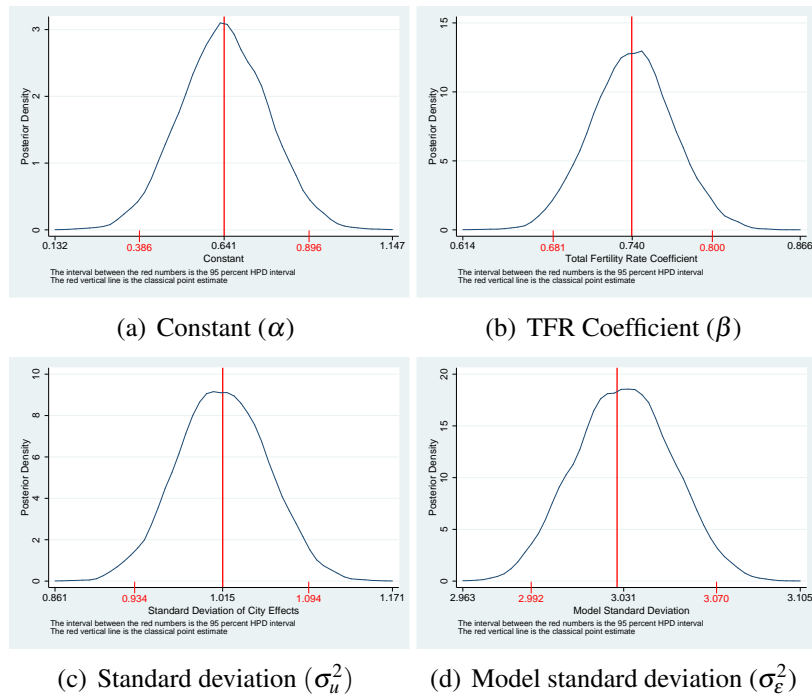 Posterior Density
3
2
1
0
0.132 0.386 0.641 0.896 1.147
Constant
The interval between the red numbers is the 95 percent HPD interval
The red vertical line is the classical point estimate
(a) Constant (α)
Posterior Density
15
10
5
0
0.614 0.681 0.740 0.800 0.866
Total Fertility Rate Coefficient
The interval between the red numbers is the 95 percent HPD interval
The red vertical line is the classical point estimate
(b) TFR Coefficient (β)
Posterior Density
10
8
6
4
2
0
0.861 0.934 1.015 1.094 1.171
Standard Deviation of City Effects
The interval between the red numbers is the 95 percent HPD interval
The red vertical line is the classical point estimate
(c) Standard deviation (σ²ᵤ)
Posterior Density
20
15
10
5
0
2.963 2.992 3.031 3.070 3.105
Model Standard Deviation
The interval between the red numbers is the 95 percent HPD interval
The red vertical line is the classical point estimate
(d) Model standard deviation (σ²_ε)